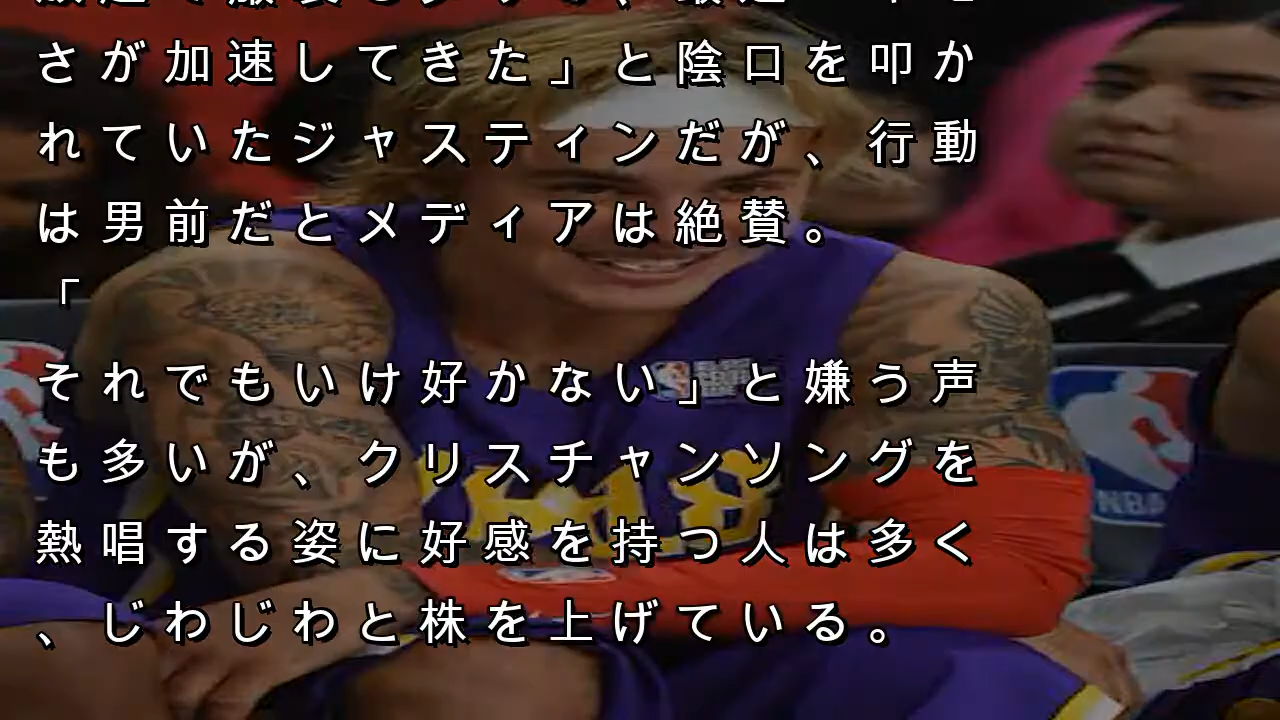 さが加速してきた」と陰口を叩か
れていたジャスティンだが、行動
は男前だとメディアは絶賛。
「
それでもいけ好かない」と嫌う声
も多いが、クリスチャンソングを
熱唱する姿に好感を持つ人は多く
、じわじわと株を上げている。
NBA